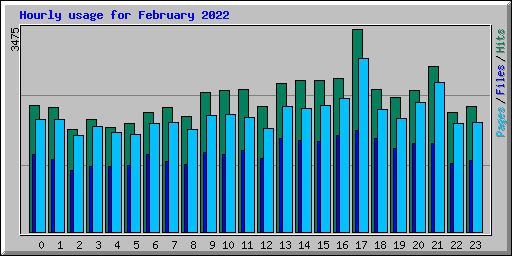 Hourly usage for February 2022
3475
Pages/Files/Hits
0 1 2 3 4 5 6 7 8 9 10 11 12 13 14 15 16 17 18 19 20 21 22 23